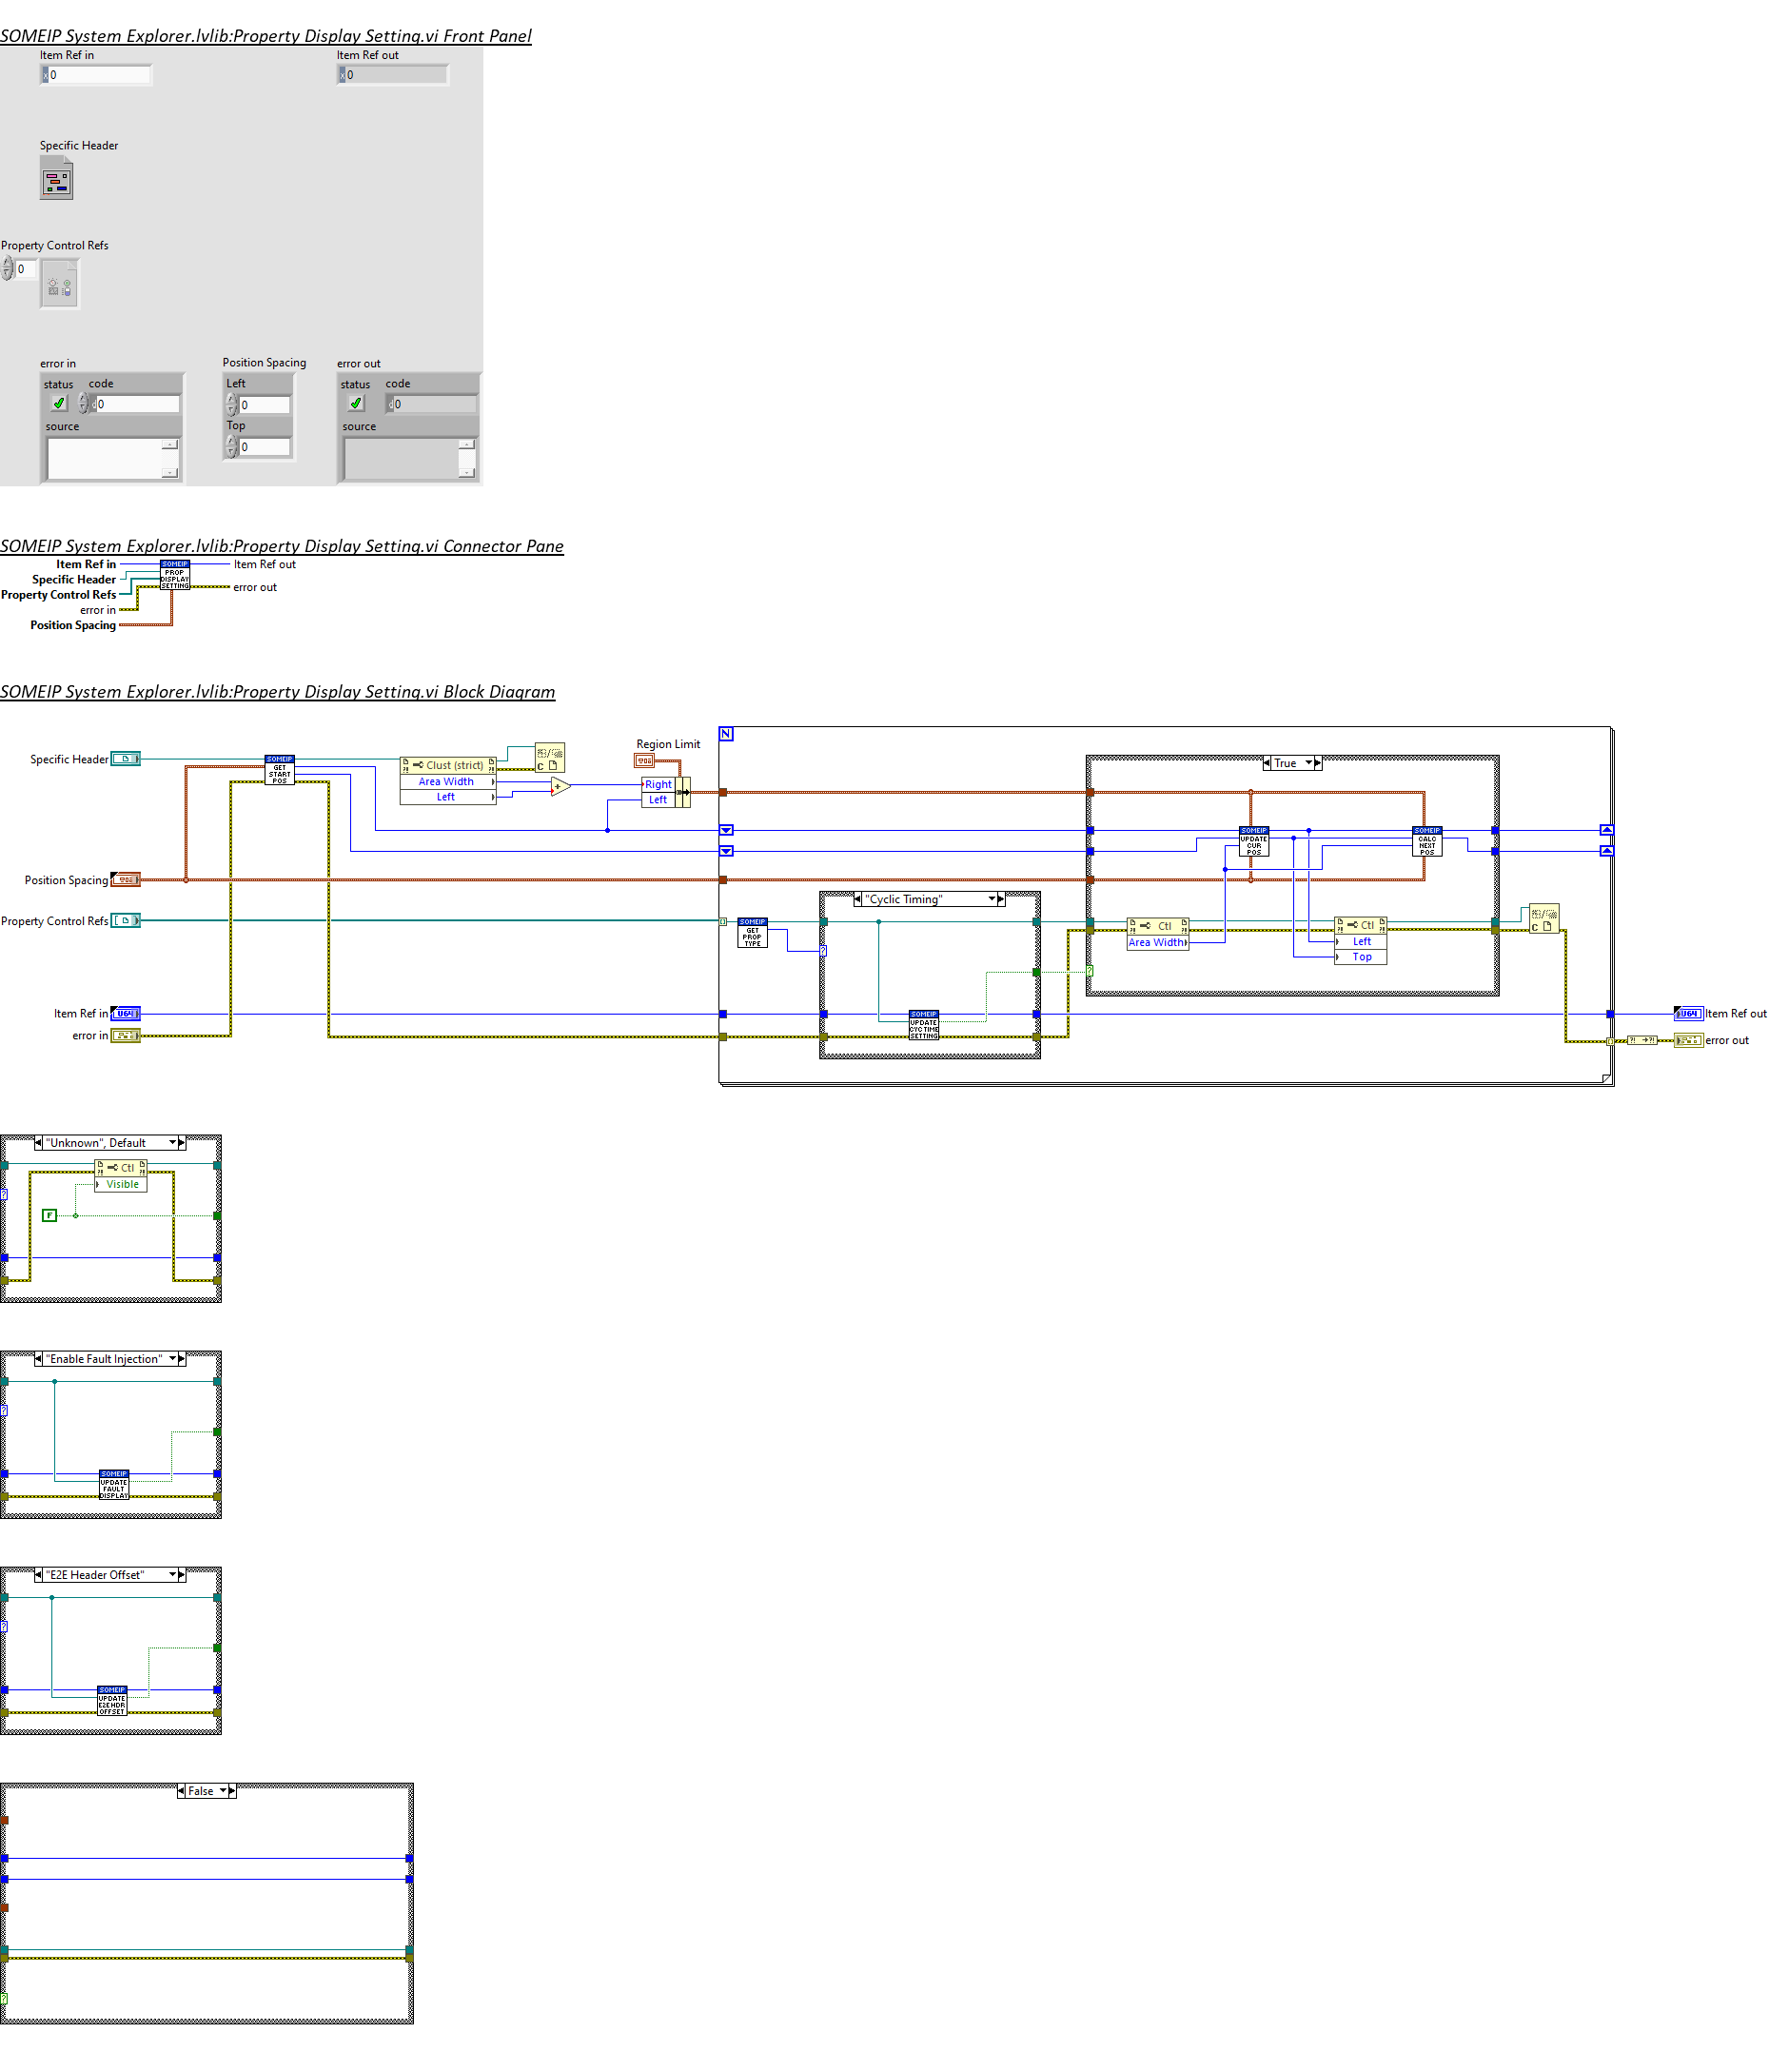 SOMEIP System Explorer.lvlib:Property Display Setting.vi Front Panel
Item Ref in
Item Ref out
0
0
Specific Header
Property Control Refs
0
error in
Position Spacing
error out
status code
Left
status code
0
0
0
source
Top
source
0
SOMEIP System Explorer.lvlib:Property Display Setting.vi Connector Pane
Item Ref in
Specific Header
Property Control Refs
error in
Position Spacing
SOMEIP
PROP
DISPLAY
SETTING
Item Ref out
error out
SOMEIP System Explorer.lvlib:Property Display Setting.vi Block Diagram
Specific Header
SOMEIP
GET
START
POS
Clust (strict)
Area Width
Left
Region Limit
Right
Left
N
True
SOMEIP
UPDATE
CUR
POS
SOMEIP
CALC
NEXT
POS
Position Spacing
Property Control Refs
SOMEIP
GET
PROP
TYPE
"Cyclic Timing"
SOMEIP
UPDATE
CYCTIME
SETTING
Ctl
Area Width
Ctl
Left
Top
C
C
Item Ref in
U64
error in
U64
Item Ref out
error out
"Unknown", Default
Ctl
Visible
F
"Enable Fault Injection"
SOMEIP
UPDATE
FAULT
DISPLAY
"E2E Header Offset"
SOMEIP
UPDATE
E2EHDR
OFFSET
False